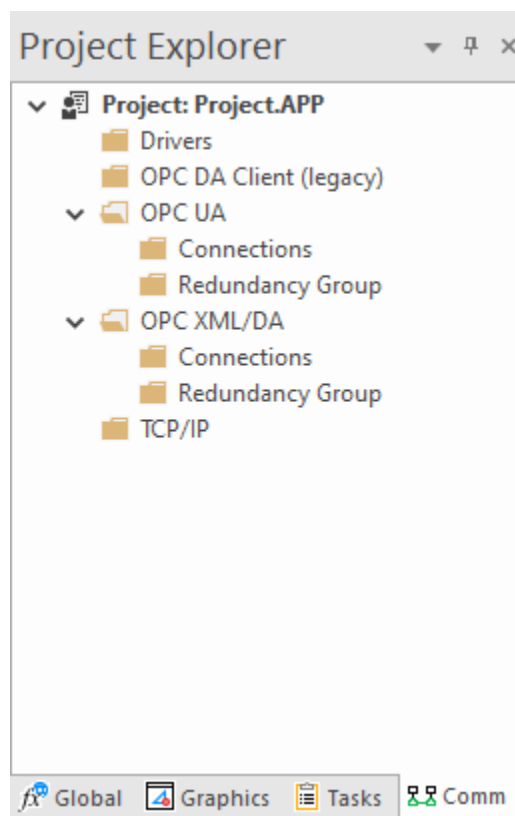 Project Explorer
Project: Project.APP
Drivers
OPC DA Client (legacy)
OPC UA
Connections
Redundancy Group
OPC XML/DA
Connections
Redundancy Group
TCP/IP
fx Global Graphics Tasks Comm